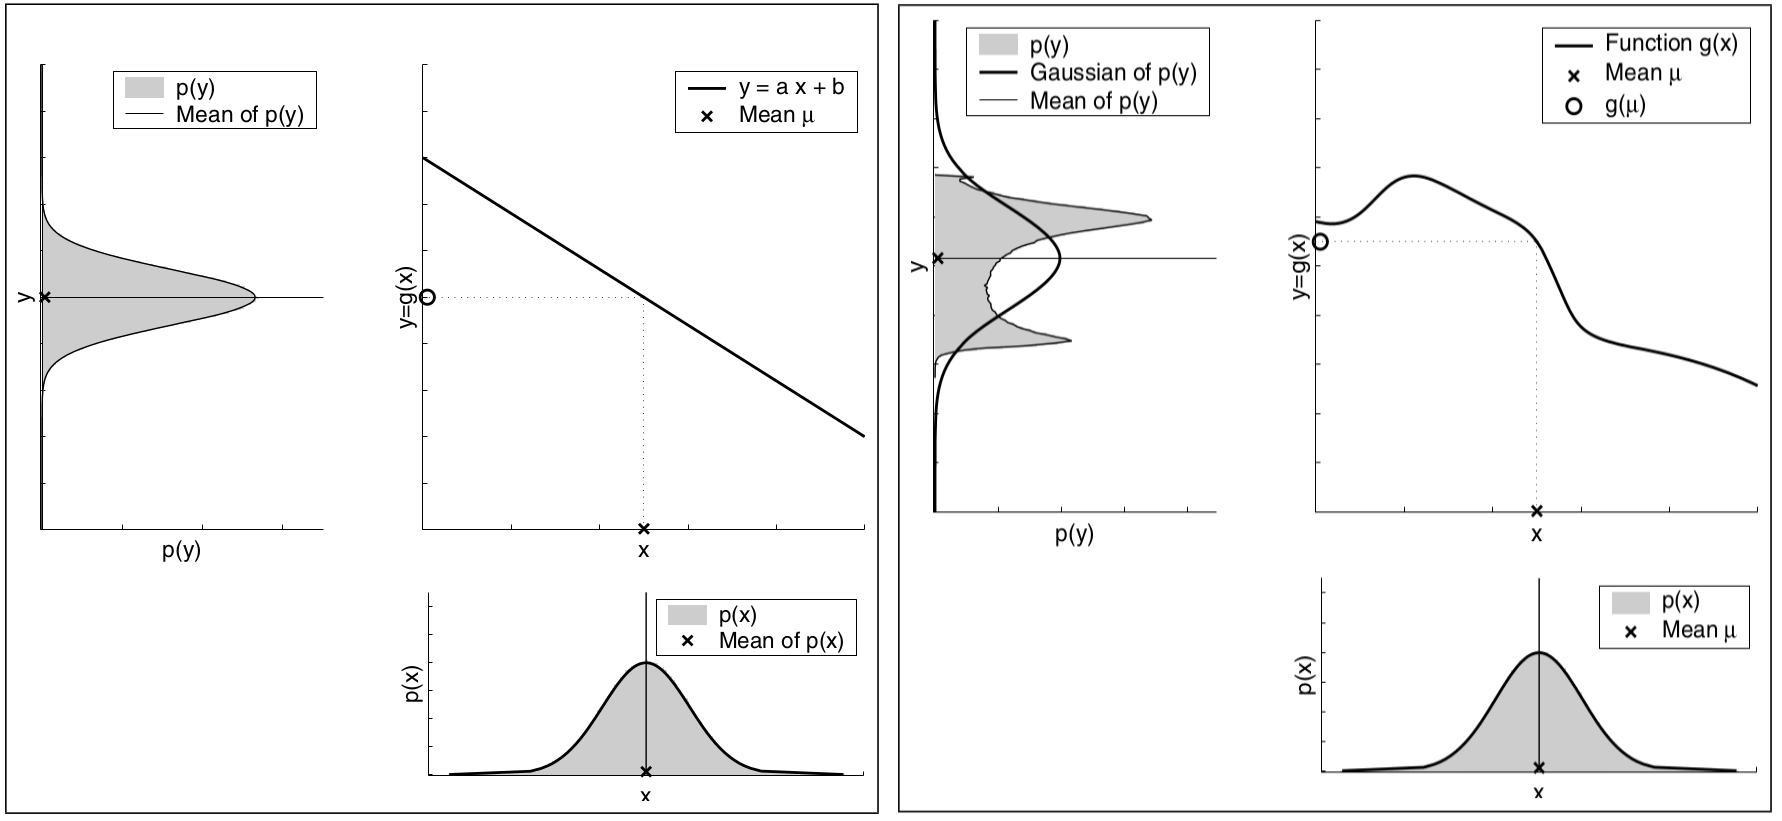 p(y)
Mean of p(y)
y = a x + b
Mean μ
y
y=g(x)
p(y)
x
p(x)
Mean of p(x)
p(x)
x
p(y)
Gaussian of p(y)
Mean of p(y)
Function g(x)
Mean μ
g(μ)
y
y=g(x)
p(y)
x
p(x)
Mean μ
p(x)
x